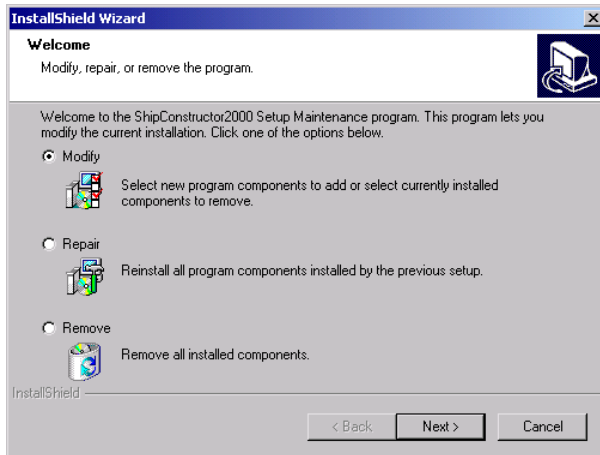 InstallShield Wizard
Welcome
Modify, repair, or remove the program.
Welcome to the ShipConstructor2000 Setup Maintenance program. This program lets you
modify the current installation. Click one of the options below.
Modify
Select new program components to add or select currently installed
components to remove.
Repair
Reinstall all program components installed by the previous setup.
Remove
Remove all installed components.
InstallShield
< Back Next > Cancel